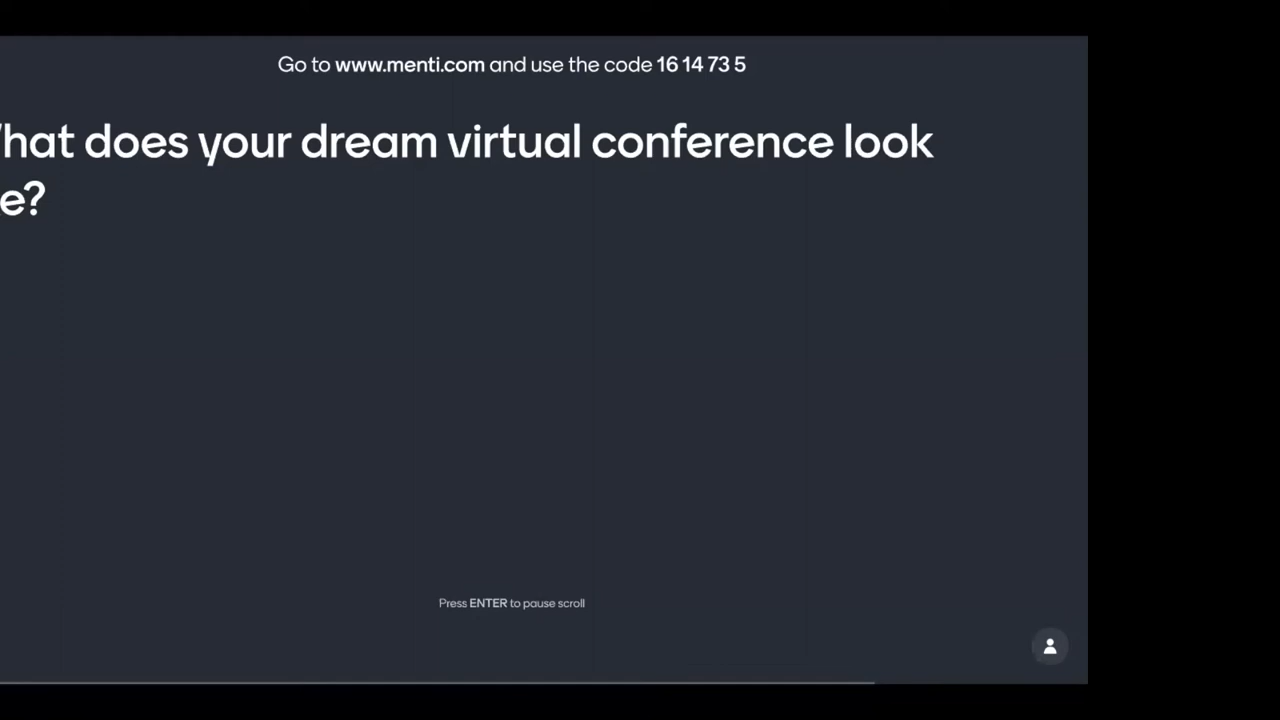 Go to www.menti.com and use the code 16 14 73 5
hat does your dream virtual conference look
e?
Press ENTER to pause scroll